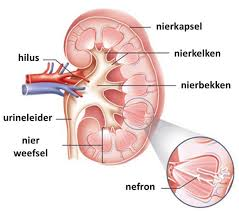 nierkapsel
nierkelken
hilus
nierbekken
urineleider
nier
weefsel
nefron